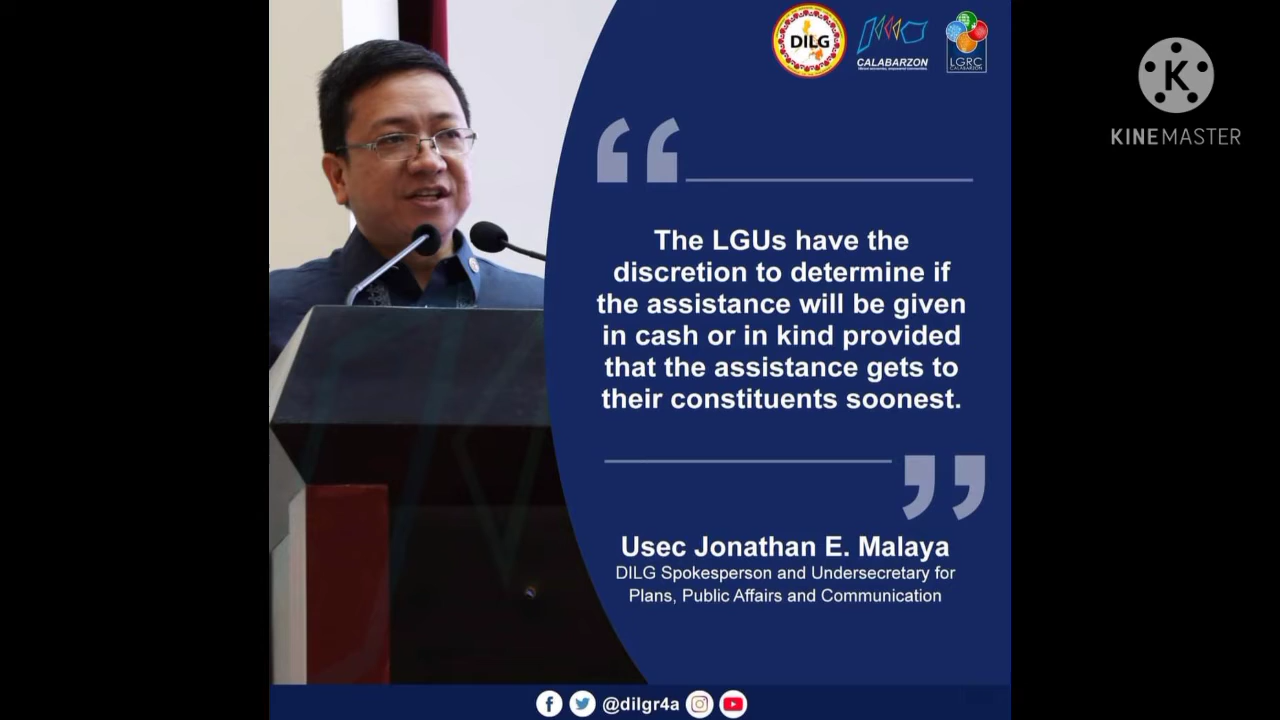 DILG
CALABARZON
LGRC
CALABARZON
K
KINEMASTER
The LGUs have the
discretion to determine if
the assistance will be given
in cash or in kind provided
that the assistance gets to
their constituents soonest.
Usec Jonathan E. Malaya
DILG Spokesperson and Undersecretary for
Plans, Public Affairs and Communication
@dilgr4a